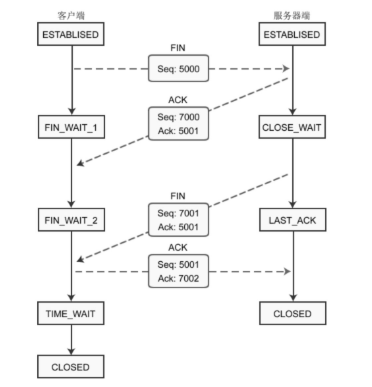 客户端
服务器端
ESTABLISED
ESTABLISED
FIN
Seq: 5000
ACK
Seq: 7000
Ack: 5001
FIN_WAIT_1
CLOSE_WAIT
FIN
Seq: 7001
Ack: 5001
FIN_WAIT_2
LAST_ACK
ACK
Seq: 5001
Ack: 7002
TIME_WAIT
CLOSED
CLOSED